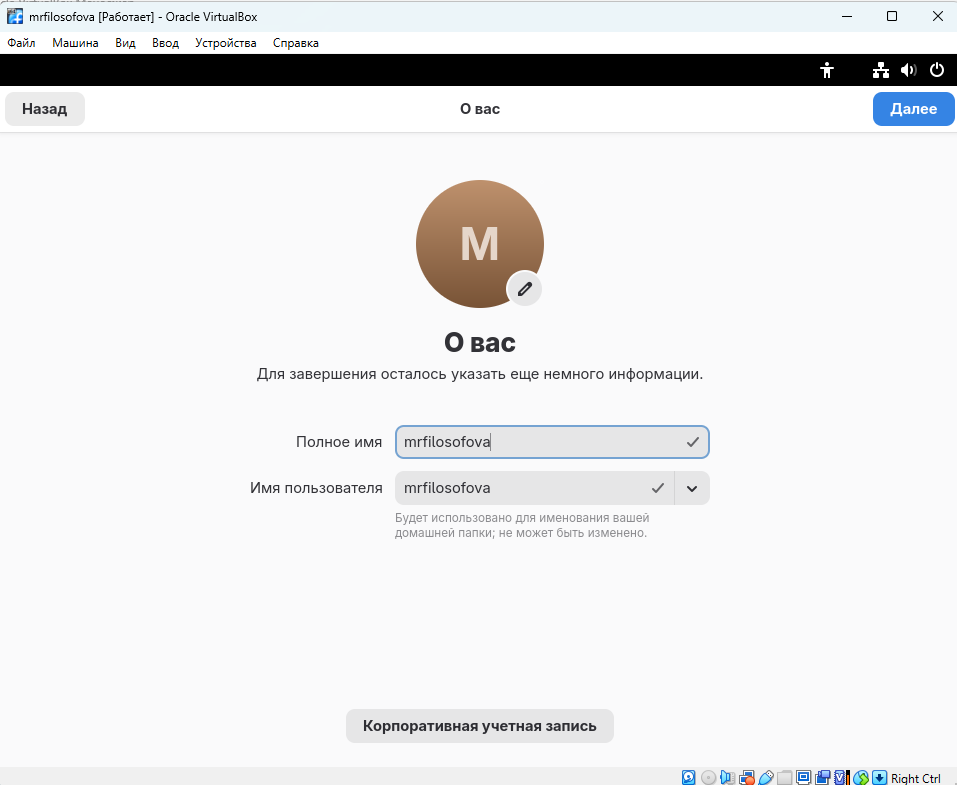 mrfilosofova [Работает] - Oracle VirtualBox
Файл Машина Вид Ввод Устройства Справка
Назад О вас Далее
M
О вас
Для завершения осталось указать еще немного информации.
Полное имя mrfilosofova
Имя пользователя mrfilosofova
Будет использовано для именования вашей
домашней папки; не может быть изменено.
Корпоративная учетная запись
Right Ctrl